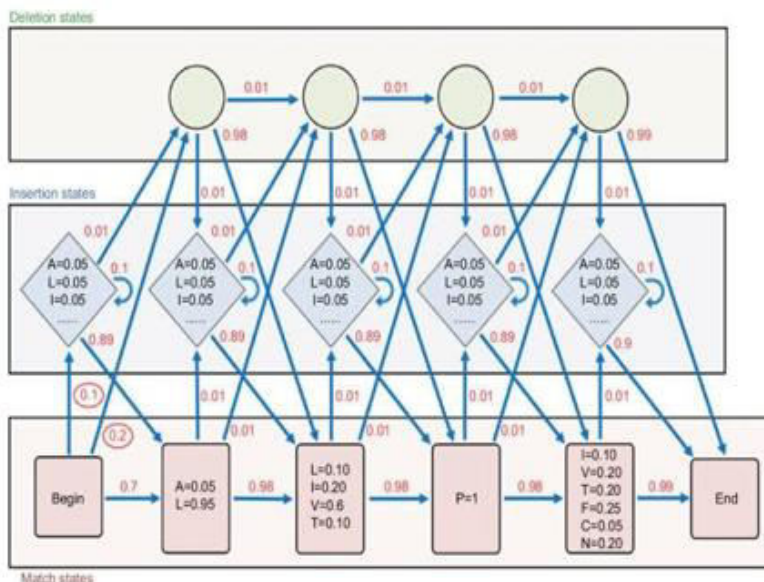 Deletion states
0.01 0.01 0.01
0.98 0.98 0.98 0.99
0.01 0.01 0.01 0.01
Insertion states
0.01 0.01 0.01 0.01
A=0.05 A=0.05 A=0.05 A=0.05 A=0.05
0.1 0.1 0.1 0.1 0.1
L=0.05 L=0.05 L=0.05 L=0.05 L=0.05
I=0.05 I=0.05 I=0.05 I=0.05 I=0.05
...... ...... ...... ...... ......
0.89 0.89 0.89 0.89 0.9
0.1 0.01 0.01 0.01 0.01
0.2 0.01 0.01 0.01
Begin
0.7
A=0.05
L=0.95
0.98
L=0.10
I=0.20
V=0.6
T=0.10
0.98
P=1
0.98
I=0.10
V=0.20
T=0.20
F=0.25
C=0.05
N=0.20
0.99
End
Match states